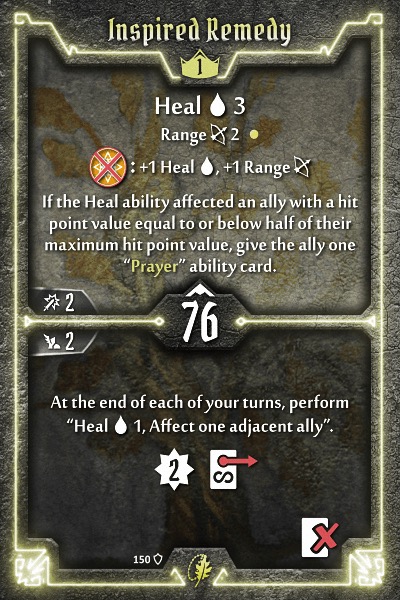 Inspired Remedy
1
Heal 3
Range 2
: +1 Heal , +1 Range
If the Heal ability affected an ally with a hit
point value equal to or below half of their
maximum hit point value, give the ally one
“Prayer” ability card.
2
76
2
At the end of each of your turns, perform
“Heal 1, Affect one adjacent ally”.
2
150